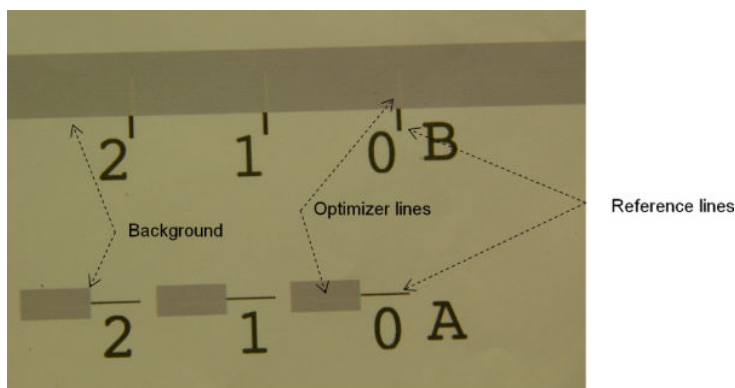 2 1 0 B
Optimizer lines
Reference lines
Background
2 1 0 A